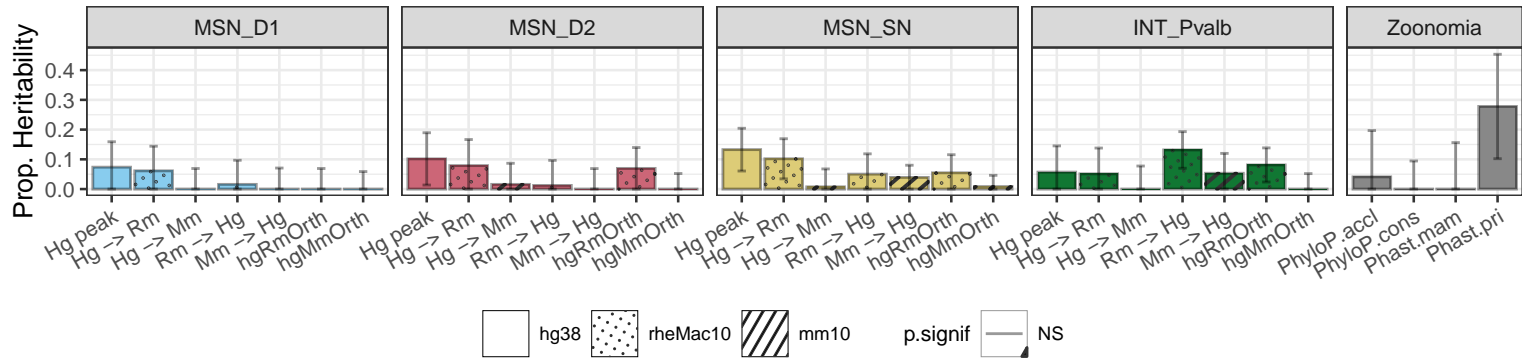 MSN_D1 MSN_D2 MSN_SN INT_Pvalb Zoonomia
Prop. Heritability
0.4
0.3
0.2
0.1
0.0
Hg peak Hg −> Rm Hg −> Mm Rm −> Hg Mm −> Hg hgRmOrth hgMmOrth Hg peak Hg −> Rm Hg −> Mm Rm −> Hg Mm −> Hg hgRmOrth hgMmOrth Hg peak Hg −> Rm Hg −> Mm Rm −> Hg Mm −> Hg hgRmOrth hgMmOrth Hg peak Hg −> Rm Hg −> Mm Rm −> Hg Mm −> Hg hgRmOrth hgMmOrth PhyloP.accl PhyloP.cons Phast.mam Phast.pri
hg38 rheMac10 mm10 p.signif NS